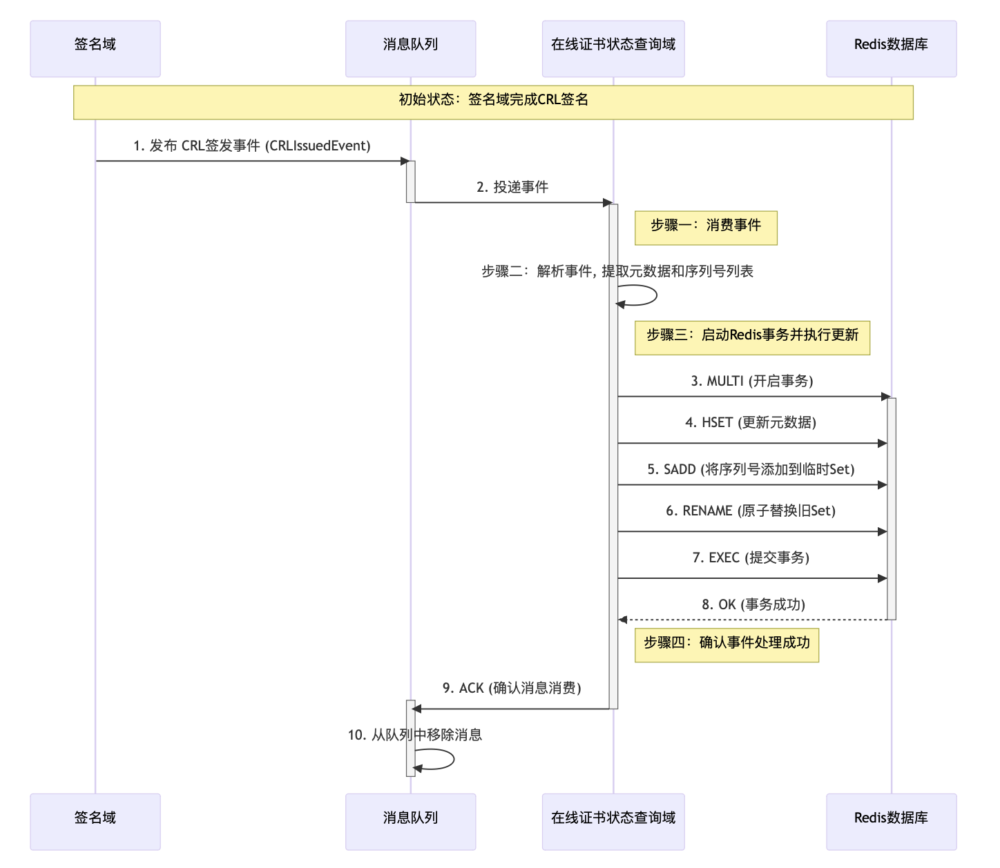 签名域
消息队列
在线证书状态查询域
Redis数据库
初始状态：签名域完成CRL签名
1. 发布 CRL签发事件 (CRLIssuedEvent)
2. 投递事件
步骤一：消费事件
步骤二：解析事件, 提取元数据和序列号列表
步骤三：启动Redis事务并执行更新
3. MULTI (开启事务)
4. HSET (更新元数据)
5. SADD (将序列号添加到临时Set)
6. RENAME (原子替换旧Set)
7. EXEC (提交事务)
8. OK (事务成功)
步骤四：确认事件处理成功
9. ACK (确认消息消费)
10. 从队列中移除消息
签名域
消息队列
在线证书状态查询域
Redis数据库